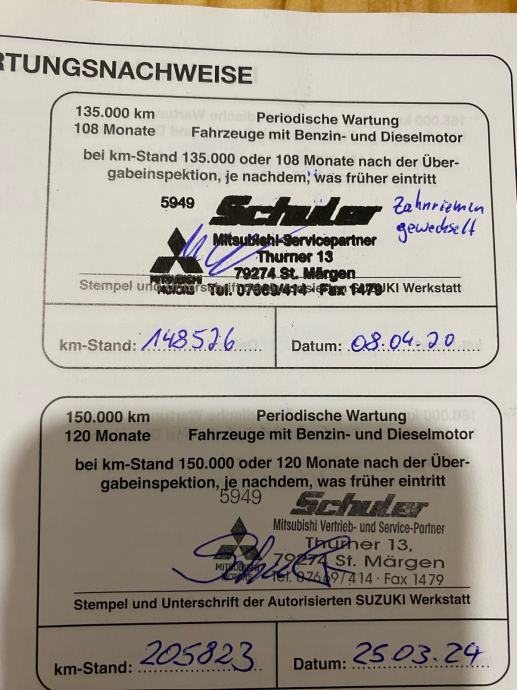 RTUNGSNACHWEISE
135.000 km Periodische Wartung
108 Monate Fahrzeuge mit Benzin- und Dieselmotor
bei km-Stand 135.000 oder 108 Monate nach der Über-
gabeinspektion, je nachdem, was früher eintritt
5949 Schuler Zahnriemen
gewechselt
Mitsubishi-Servicepartner
Thurner 13
79274 St. Märgen
MITSUBISHI MOTORS Tel. 07669/414 · Fax 1479
Stempel und Unterschrift der Autorisierten SUZUKI Werkstatt
km-Stand: 148526 Datum: 08.04.20
150.000 km Periodische Wartung
120 Monate Fahrzeuge mit Benzin- und Dieselmotor
bei km-Stand 150.000 oder 120 Monate nach der Über-
gabeinspektion, je nachdem, was früher eintritt
5949 Schuler
Mitsubishi Vertrieb- und Service-Partner
Thurner 13,
79274 St. Märgen
MITSUBISHI MOTORS Tel. 07669/414 · Fax 1479
Stempel und Unterschrift der Autorisierten SUZUKI Werkstatt
km-Stand: 205823 Datum: 25.03.24